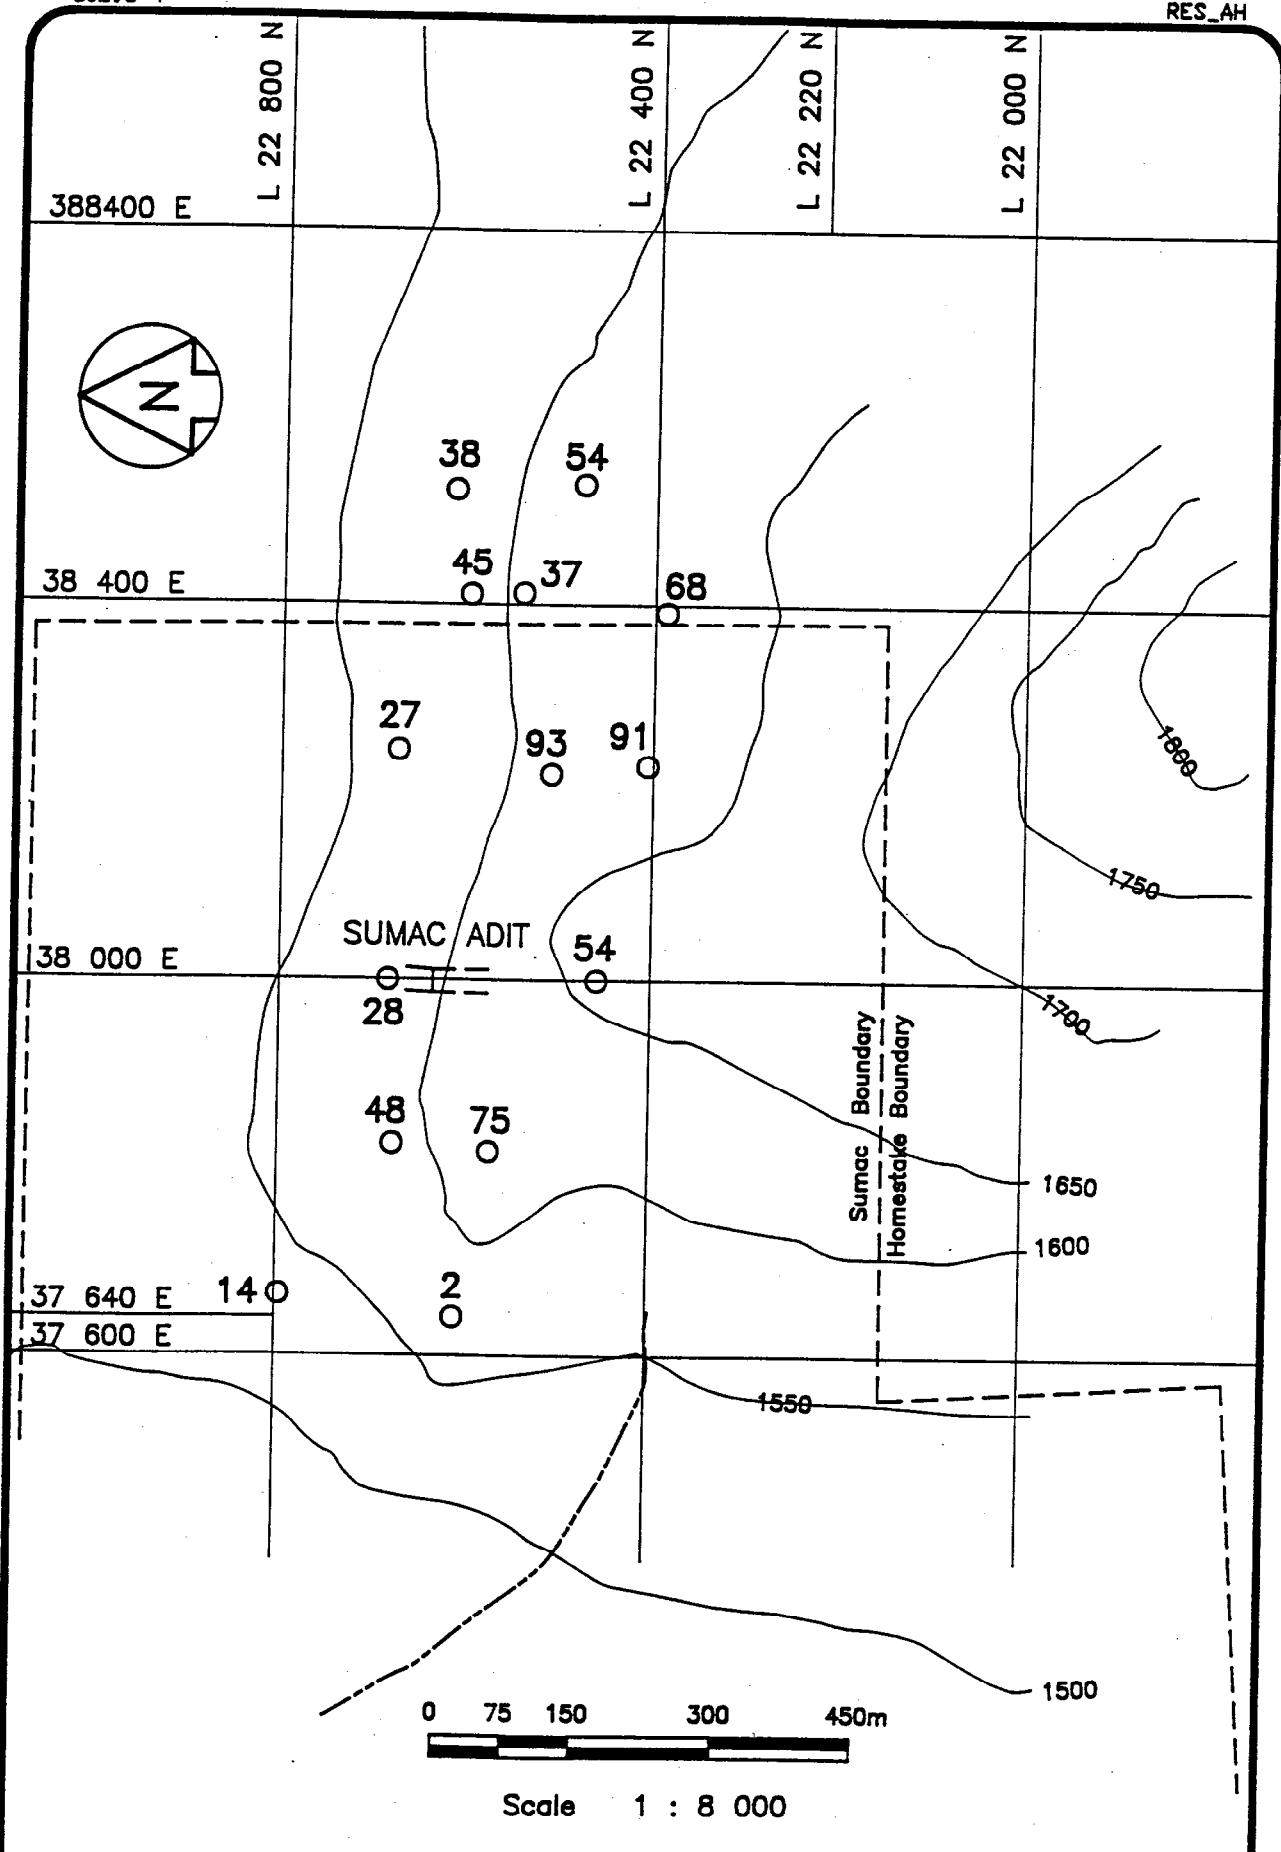 RES_AH
L 22 800 N
L 22 400 N
L 22 220 N
L 22 000 N
388400 E
N
38
54
45
37
38 400 E
68
27
93
91
1800
1750
SUMAC ADIT
54
38 000 E
28
1700
Sumac Boundary
Homestake Boundary
48
75
1650
1600
14
2
37 640 E
37 600 E
1550
1500
0 75 150 300 450m
Scale 1 : 8 000